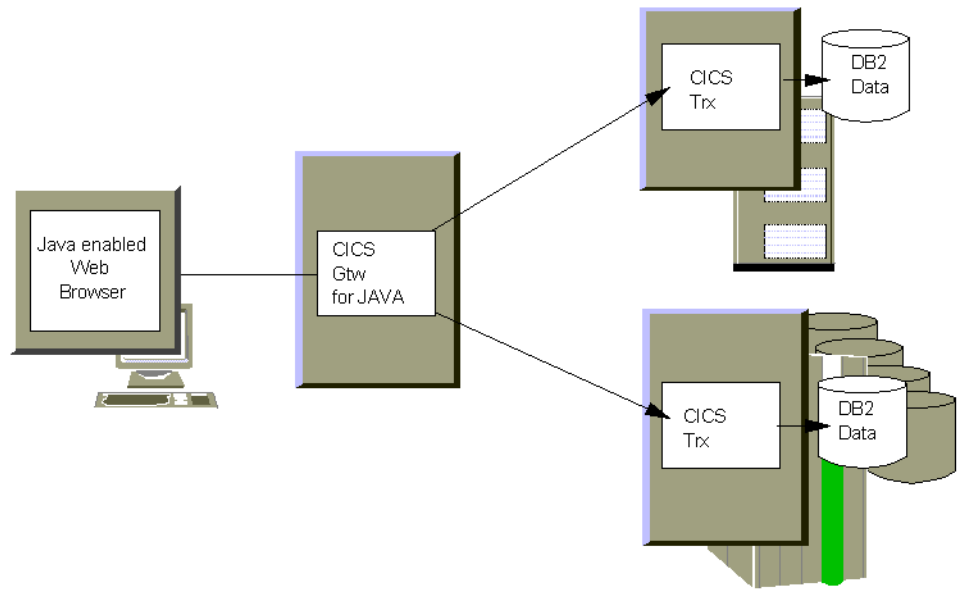 Java enabled
Web
Browser
CICS
Gtw
for JAVA
CICS
Trx
DB2
Data
CICS
Trx
DB2
Data